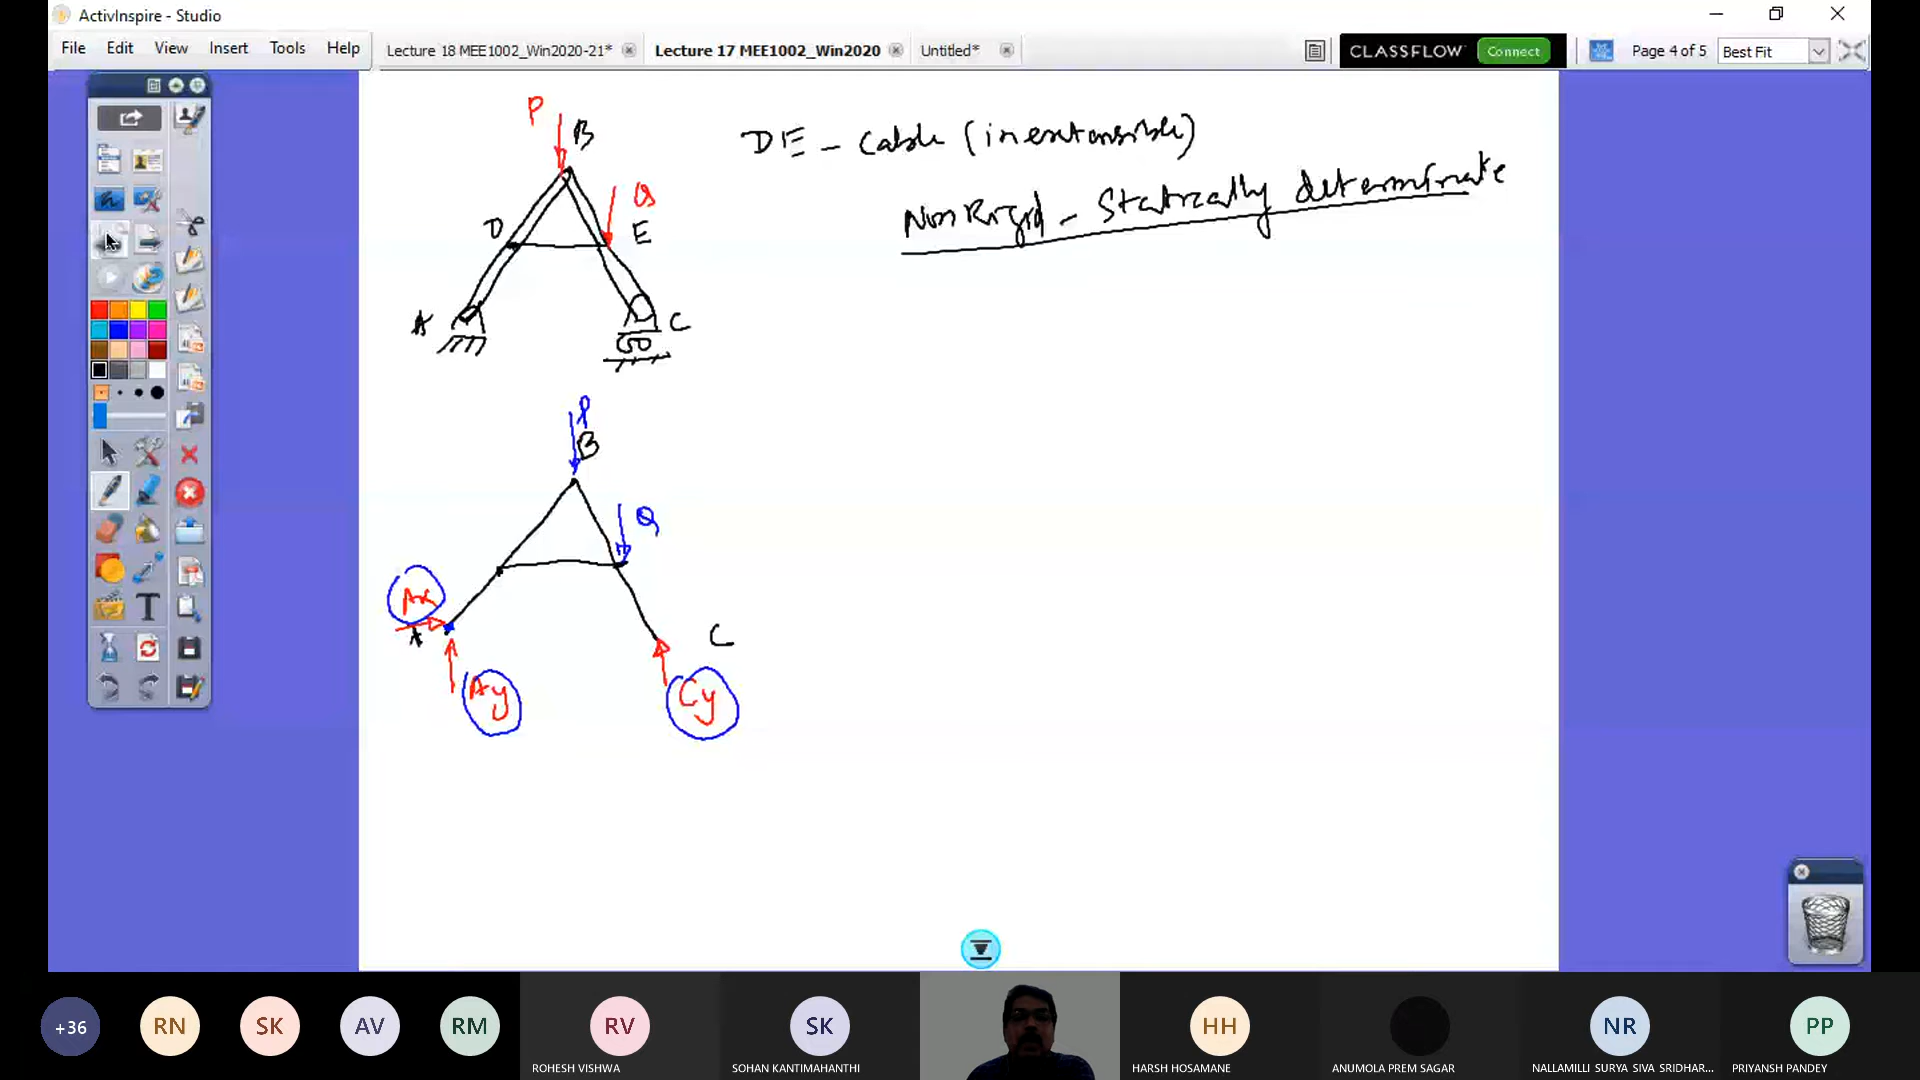 ActivInspire - Studio
File Edit View Insert Tools Help
Lecture 18 MEE1002_Win2020-21* Lecture 17 MEE1002_Win2020 Untitled*
CLASSFLOW Connect Page 4 of 5 Best Fit
P
B
DE - Cable (inextensible)
Q
Non Rigid - Statically determinate
D E
A C
P
B
Q
Ax
A C
Ay Cy
T
+36 RN SK AV RM RV SK HH NR PP
ROHESH VISHWA SOHAN KANTIMAHANTHI HARSH HOSAMANE ANUMOLA PREM SAGAR NALLAMILLI SURYA SIVA SRIDHAR... PRIYANSH PANDEY